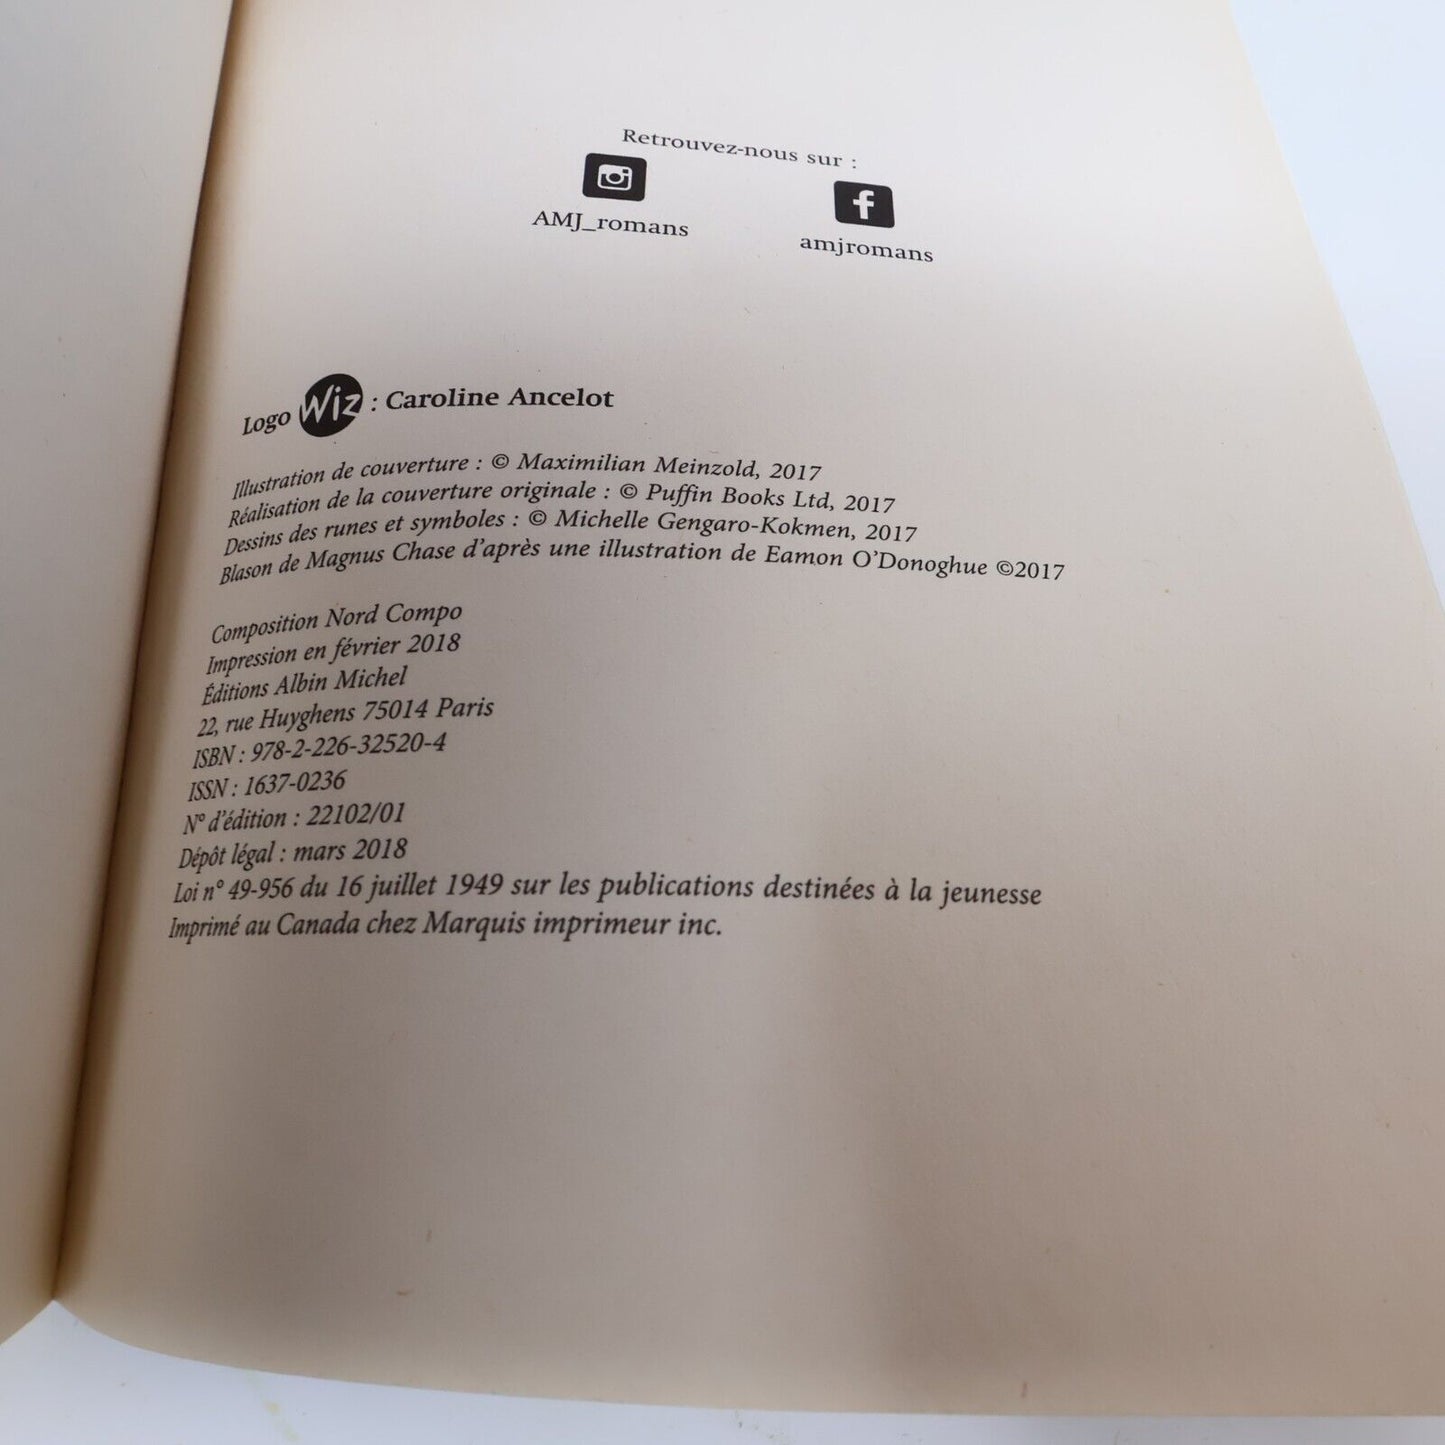 Retrouvez-nous sur :
AMJ_romans
amjromans
Logo Wiz : Caroline Ancelot
Illustration de couverture : © Maximilian Meinzold, 2017
Réalisation de la couverture originale : © Puffin Books Ltd, 2017
Dessins des runes et symboles : © Michelle Gengaro-Kokmen, 2017
Blason de Magnus Chase d'après une illustration de Eamon O'Donoghue ©2017
Composition Nord Compo
Impression en février 2018
Éditions Albin Michel
22, rue Huyghens 75014 Paris
ISBN : 978-2-226-32520-4
ISSN : 1637-0236
N° d'édition : 22102/01
Dépôt légal : mars 2018
Loi n° 49-956 du 16 juillet 1949 sur les publications destinées à la jeunesse
Imprimé au Canada chez Marquis imprimeur inc.